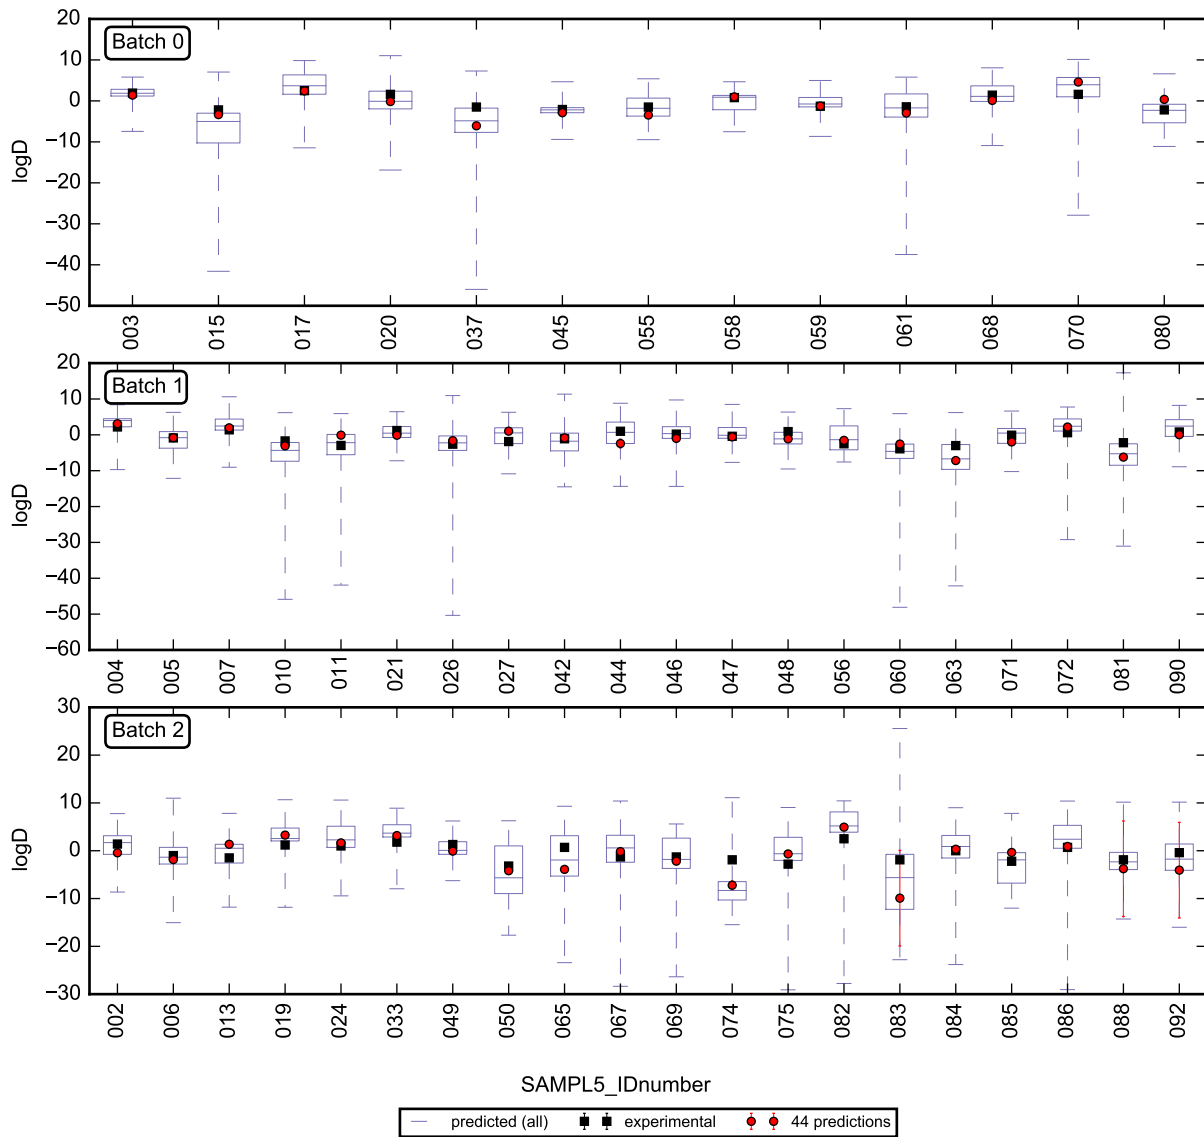 20
Batch 0
10
0
−10
−20
−30
−40
−50
logD
003 015 017 020 037 045 055 058 059 061 068 070 080
20
Batch 1
10
0
−10
−20
−30
−40
−50
−60
logD
004 005 007 010 011 021 026 027 042 044 046 047 048 056 060 063 071 072 081 090
30
Batch 2
20
10
0
−10
−20
−30
logD
002 006 013 019 024 033 049 050 065 067 069 074 075 082 083 084 085 086 088 092
SAMPL5_IDnumber
predicted (all) experimental 44 predictions